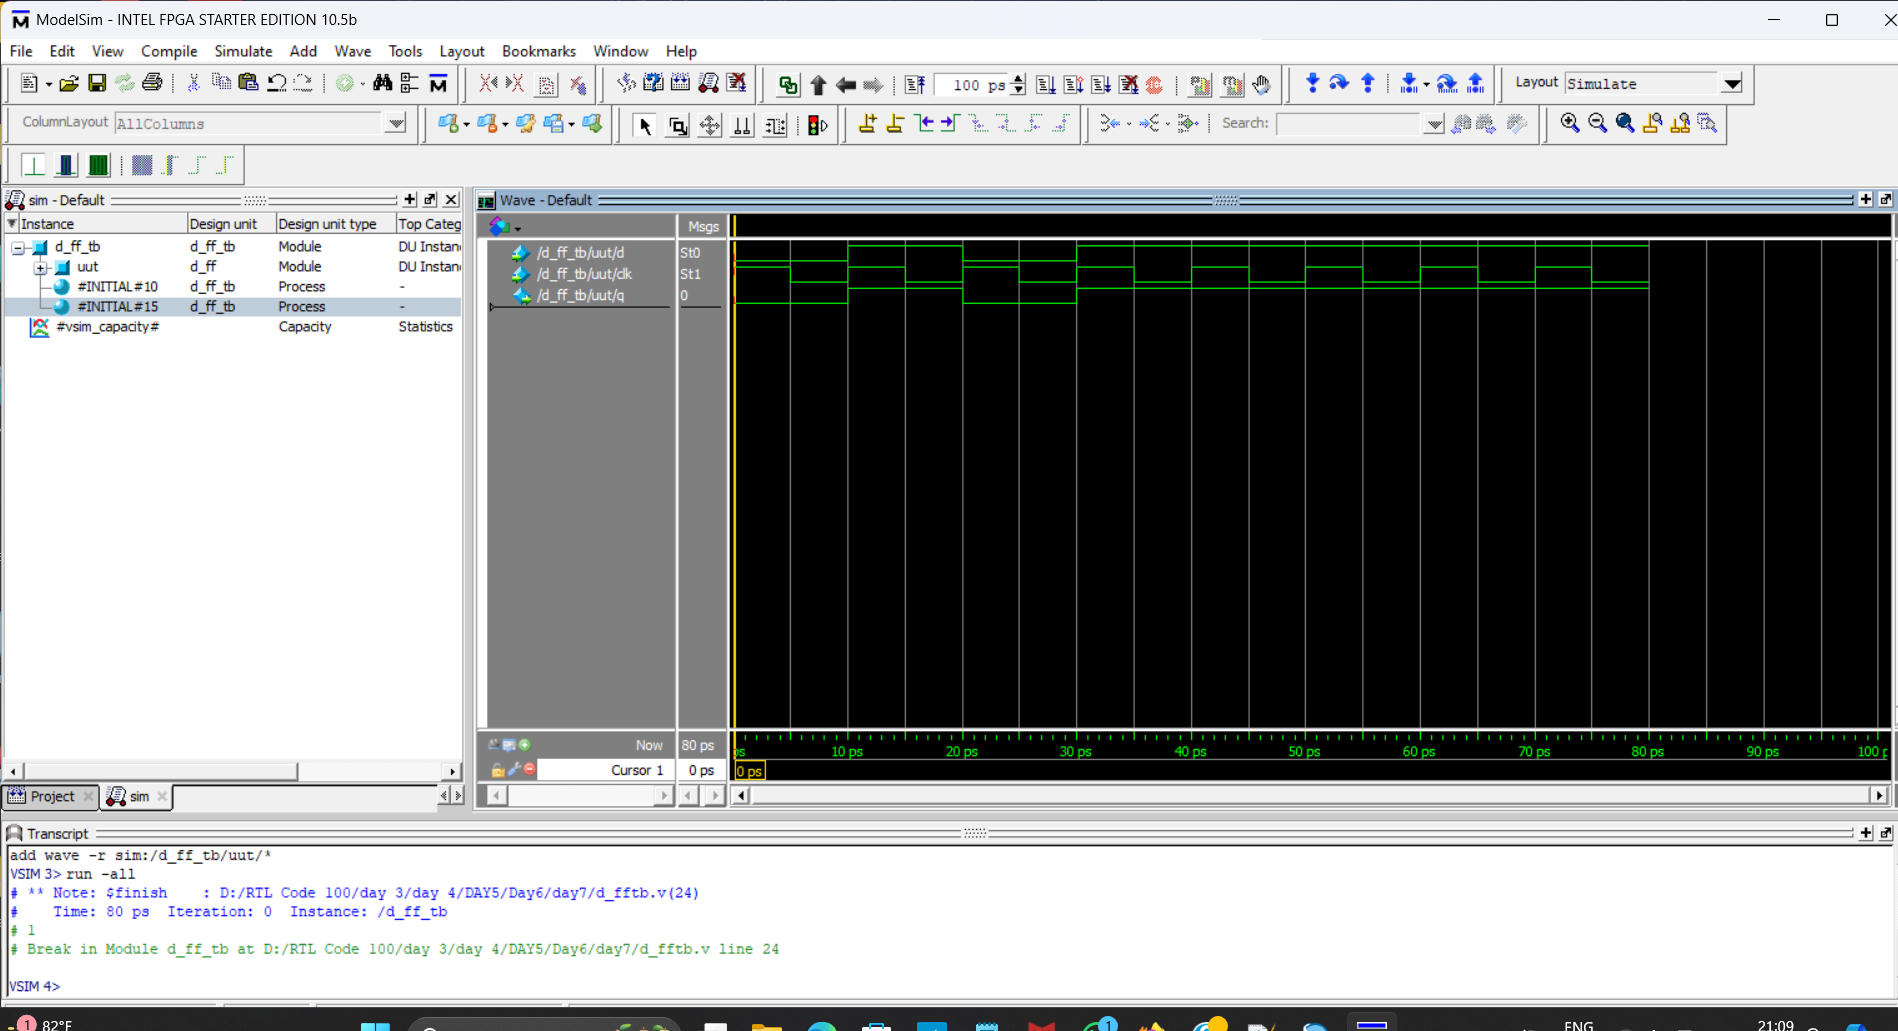 ModelSim - INTEL FPGA STARTER EDITION 10.5b
File Edit View Compile Simulate Add Wave Tools Layout Bookmarks Window Help
100 ps
Layout Simulate
ColumnLayout AllColumns
Search:
sim - Default
Instance Design unit Design unit type Top Categ
d_ff_tb d_ff_tb Module DU Instan
uut d_ff Module DU Instan
#INITIAL#10 d_ff_tb Process -
#INITIAL#15 d_ff_tb Process -
#vsim_capacity# Capacity Statistics
Wave - Default
Msgs
/d_ff_tb/uut/d St0
/d_ff_tb/uut/clk St1
/d_ff_tb/uut/q 0
Now 80 ps
ps 10 ps 20 ps 30 ps 40 ps 50 ps 60 ps 70 ps 80 ps 90 ps 100 p
Cursor 1 0 ps
0 ps
Project sim
Transcript
add wave -r sim:/d_ff_tb/uut/*
VSIM 3> run -all
# ** Note: $finish    : D:/RTL Code 100/day 3/day 4/DAY5/Day6/day7/d_fftb.v(24)
#    Time: 80 ps  Iteration: 0  Instance: /d_ff_tb
# 1
# Break in Module d_ff_tb at D:/RTL Code 100/day 3/day 4/DAY5/Day6/day7/d_fftb.v line 24
VSIM 4>
1 82°F
1
ENG
21:09